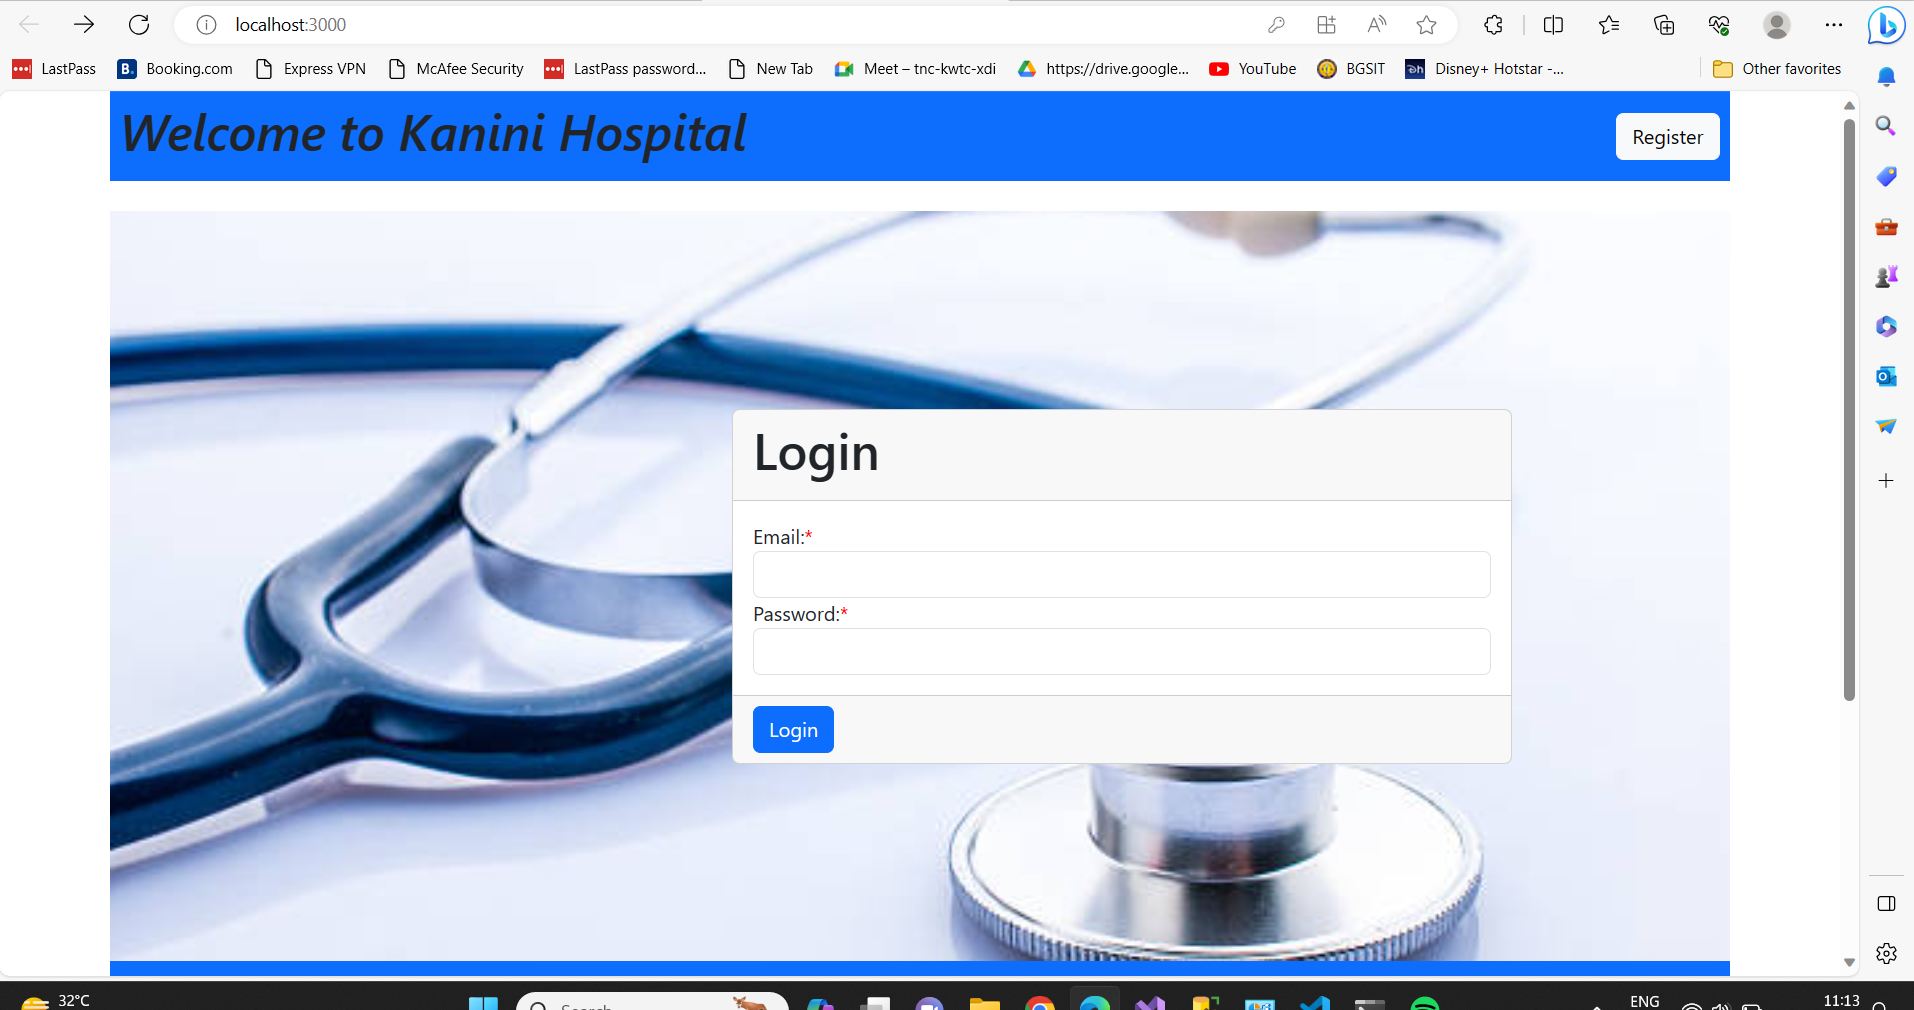 localhost:3000
LastPass
Booking.com
Express VPN
McAfee Security
LastPass password...
New Tab
Meet – tnc-kwtc-xdi
https://drive.google...
YouTube
BGSIT
Disney+ Hotstar -...
Other favorites
Welcome to Kanini Hospital
Register
Login
Email:*
Password:*
Login
32°C
Search
ENG
11:13